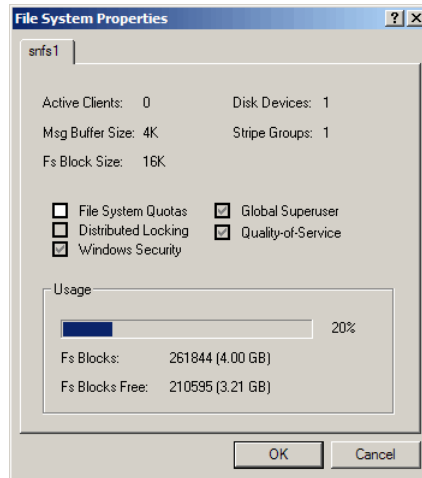 File System Properties
snfs1
Active Clients: 0 Disk Devices: 1
Msg Buffer Size: 4K Stripe Groups: 1
Fs Block Size: 16K
File System Quotas Global Superuser
Distributed Locking Quality-of-Service
Windows Security
Usage
20%
Fs Blocks: 261844 (4.00 GB)
Fs Blocks Free: 210595 (3.21 GB)
OK Cancel